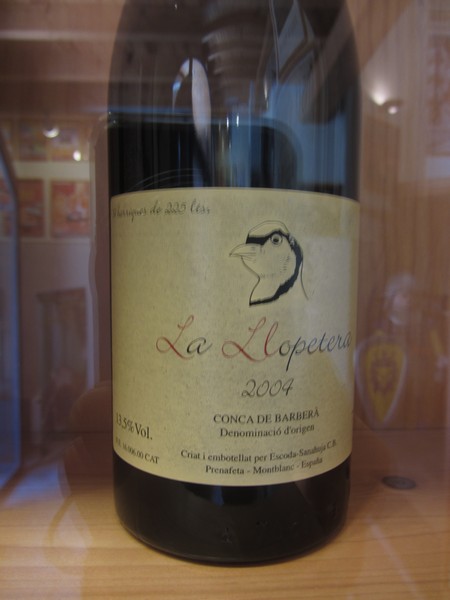 barriques de 225 lts.
La Llopetera
2004
CONCA DE BARBERÀ
Denominació d'origen
13,5% Vol.
Criat i embotellat per Escoda-Sanahuja C.B.
Prenafeta - Montblanc - España